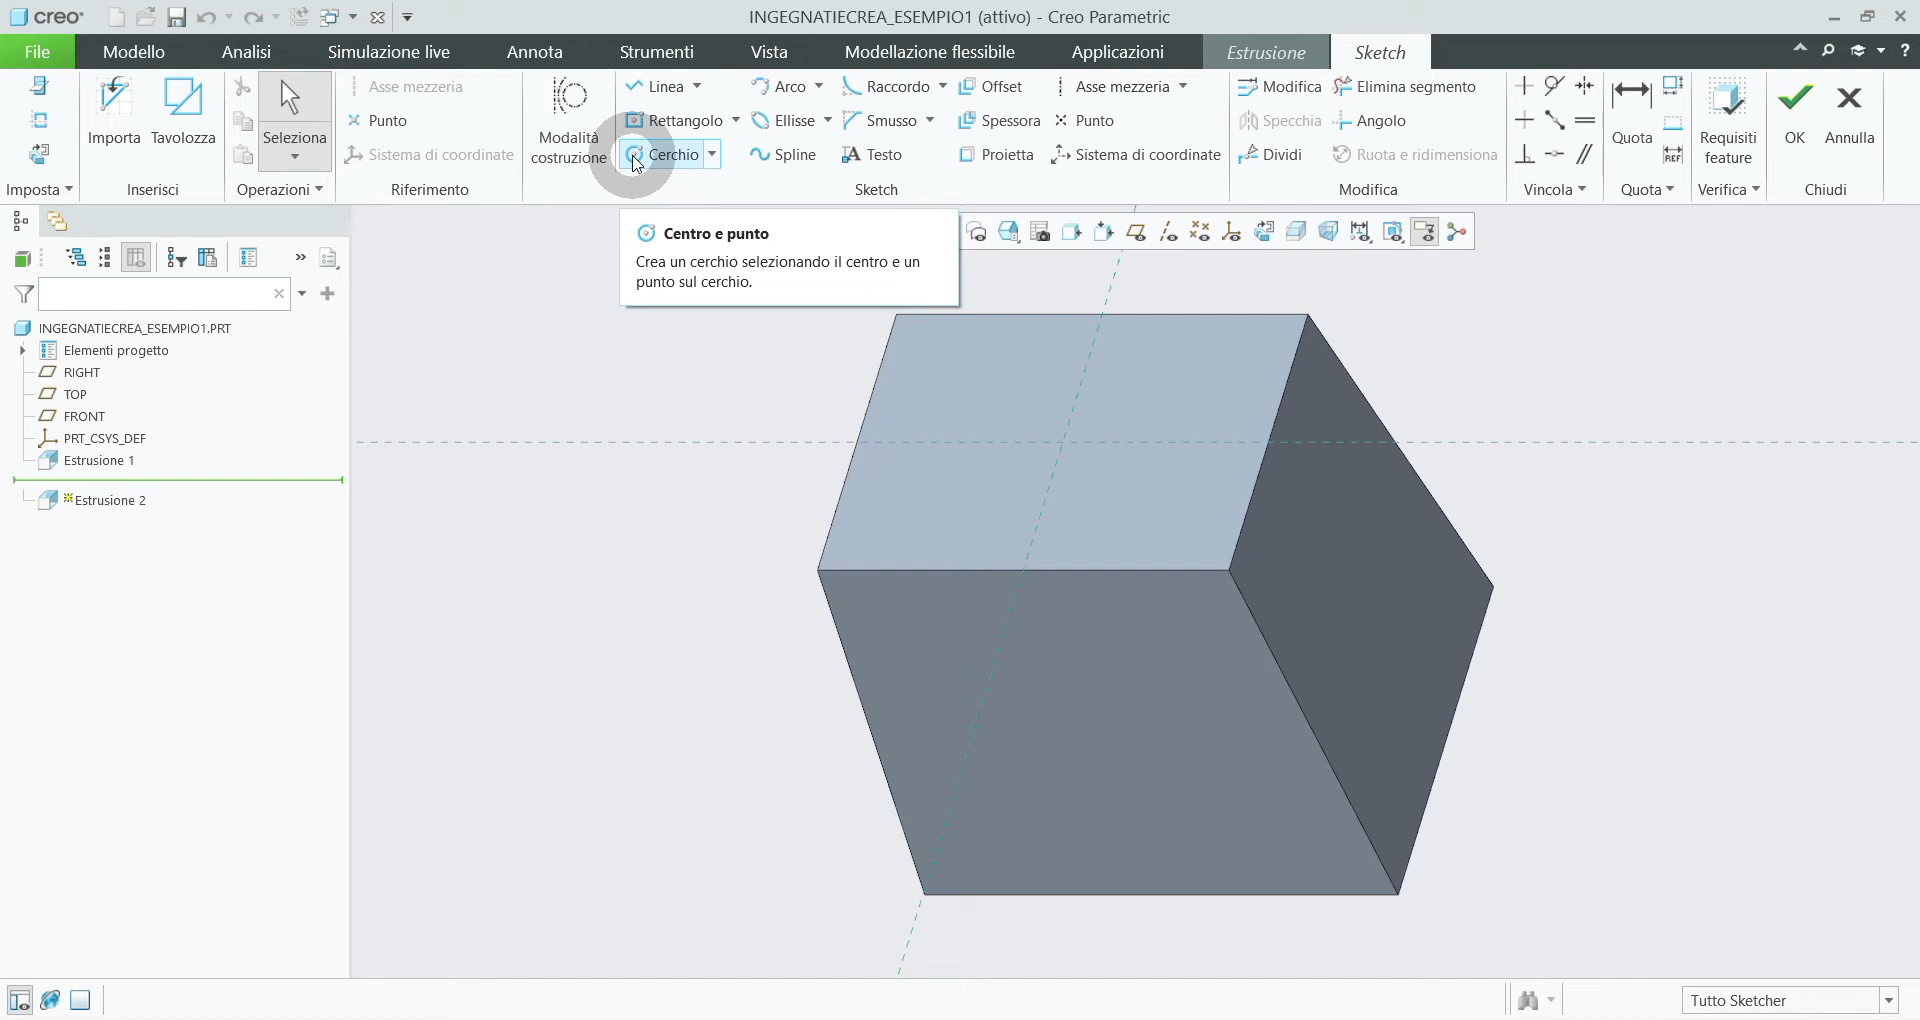 creo
INGEGNATIECREA_ESEMPIO1 (attivo) - Creo Parametric
File Modello Analisi Simulazione live Annota Strumenti Vista Modellazione flessibile Applicazioni Estrusione Sketch
Imposta
Importa Tavolozza
Inserisci
Seleziona
Operazioni
Asse mezzeria
Punto
Sistema di coordinate
Riferimento
Modalità
costruzione
Linea Arco Raccordo Offset Asse mezzeria
Rettangolo Ellisse Smusso Spessora Punto
Cerchio Spline Testo Proietta Sistema di coordinate
Sketch
Modifica Elimina segmento
Specchia Angolo
Dividi Ruota e ridimensiona
Modifica
Vincola
Quota
REF
Quota
Requisiti
feature
Verifica
OK Annulla
Chiudi
Centro e punto
Crea un cerchio selezionando il centro e un
punto sul cerchio.
INGEGNATIECREA_ESEMPIO1.PRT
Elementi progetto
RIGHT
TOP
FRONT
PRT_CSYS_DEF
Estrusione 1
Estrusione 2
Tutto Sketcher